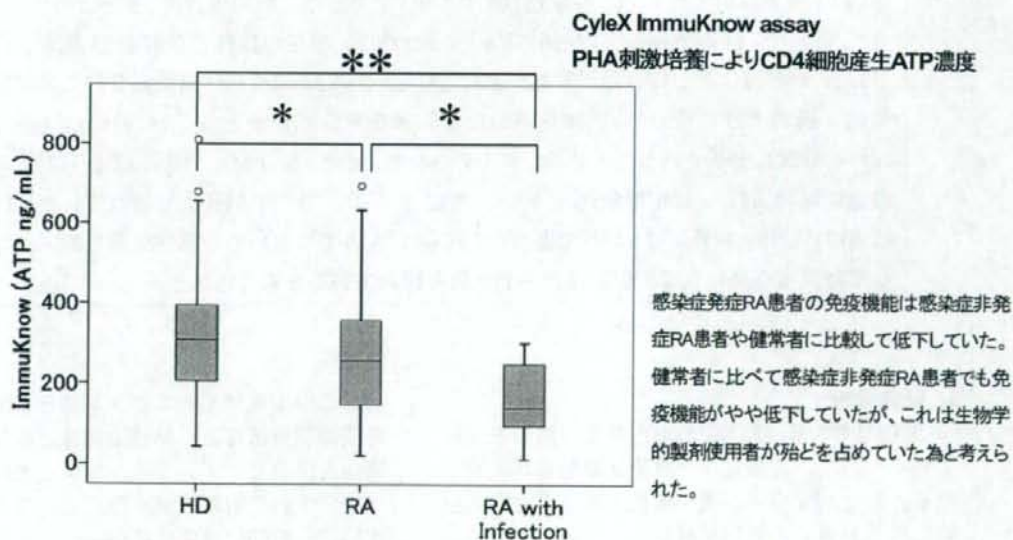 CyleX ImmuKnow assay
PHA刺激培養によりCD4細胞産生ATP濃度
**
*
*
800
600
400
200
0
ImmuKnow (ATP ng/mL)
HD
RA
RA with
Infection
感染症発症RA患者の免疫機能は感染症非発
症RA患者や健常者に比較して低下していた。
健常者に比べて感染症非発症RA患者でも免
疫機能がやや低下していたが、これは生物学
的製剤使用者が殆どを占めていた為と考えら
れた。